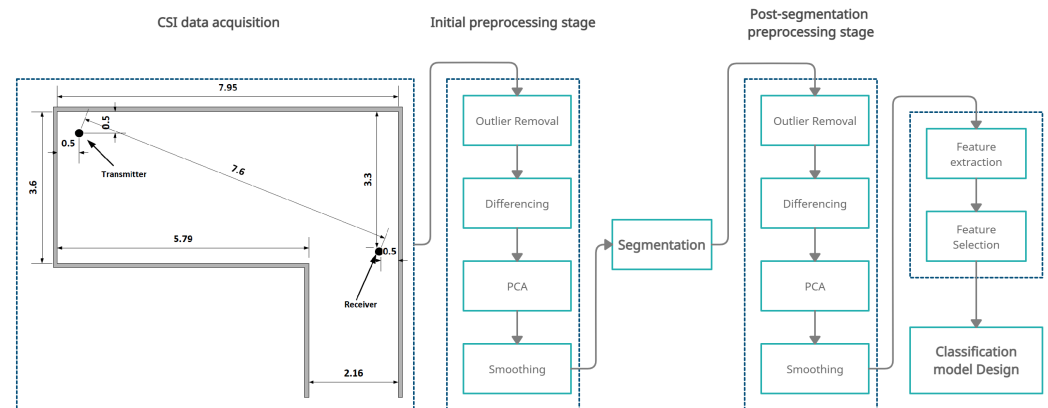 CSI data acquisition
7.95
0.5
0.5
Transmitter
7.6
3.6
3.3
5.79
0.5
Receiver
2.16
Initial preprocessing stage
Outlier Removal
Differencing
PCA
Smoothing
Segmentation
Post-segmentation
preprocessing stage
Outlier Removal
Differencing
PCA
Smoothing
Feature
extraction
Feature
Selection
Classification
model Design